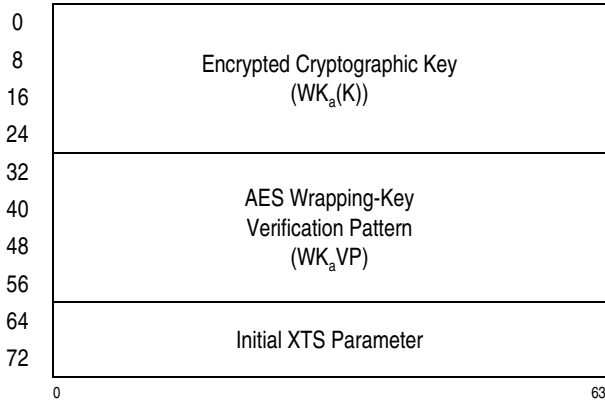 0
8
Encrypted Cryptographic Key
16
(WKₐ(K))
24
32
AES Wrapping-Key
40
Verification Pattern
48
(WKₐVP)
56
64
Initial XTS Parameter
72
0 63